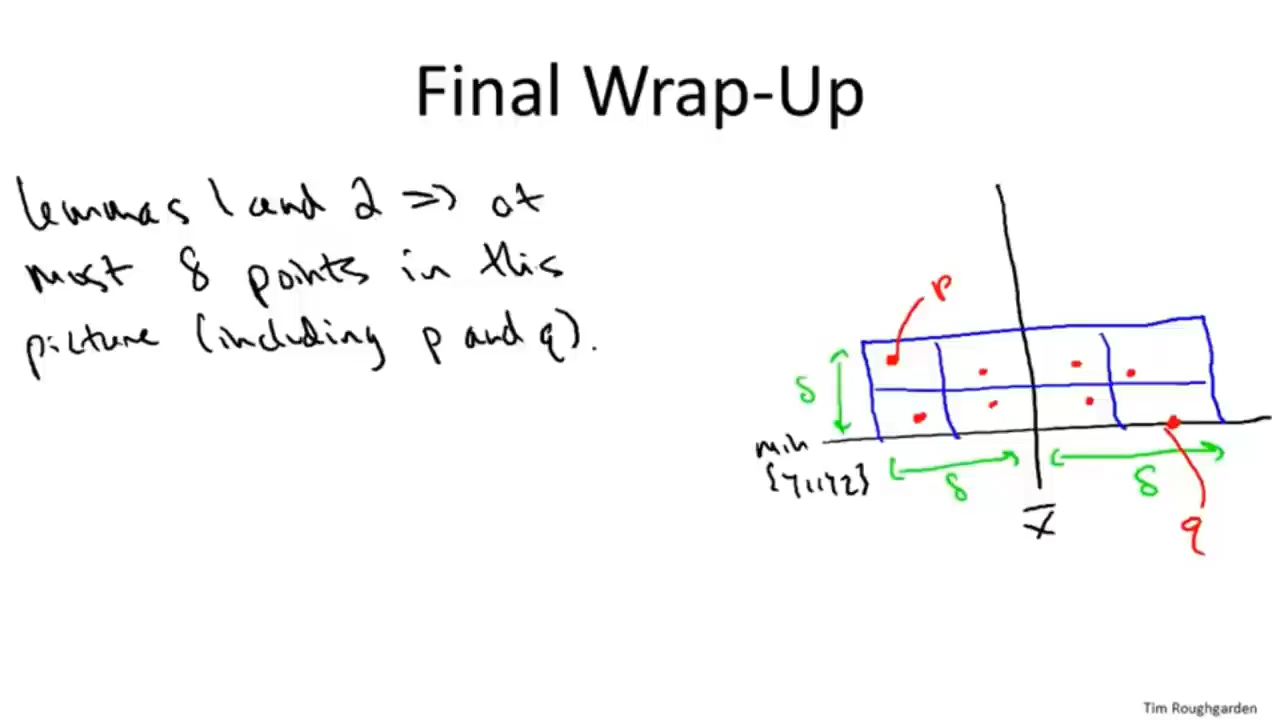 Final Wrap-Up
Lemmas 1 and 2 => at
most 8 points in this
picture (including p and q).
p
δ
min
{y1,y2}
δ
δ
x̄
q
Tim Roughgarden